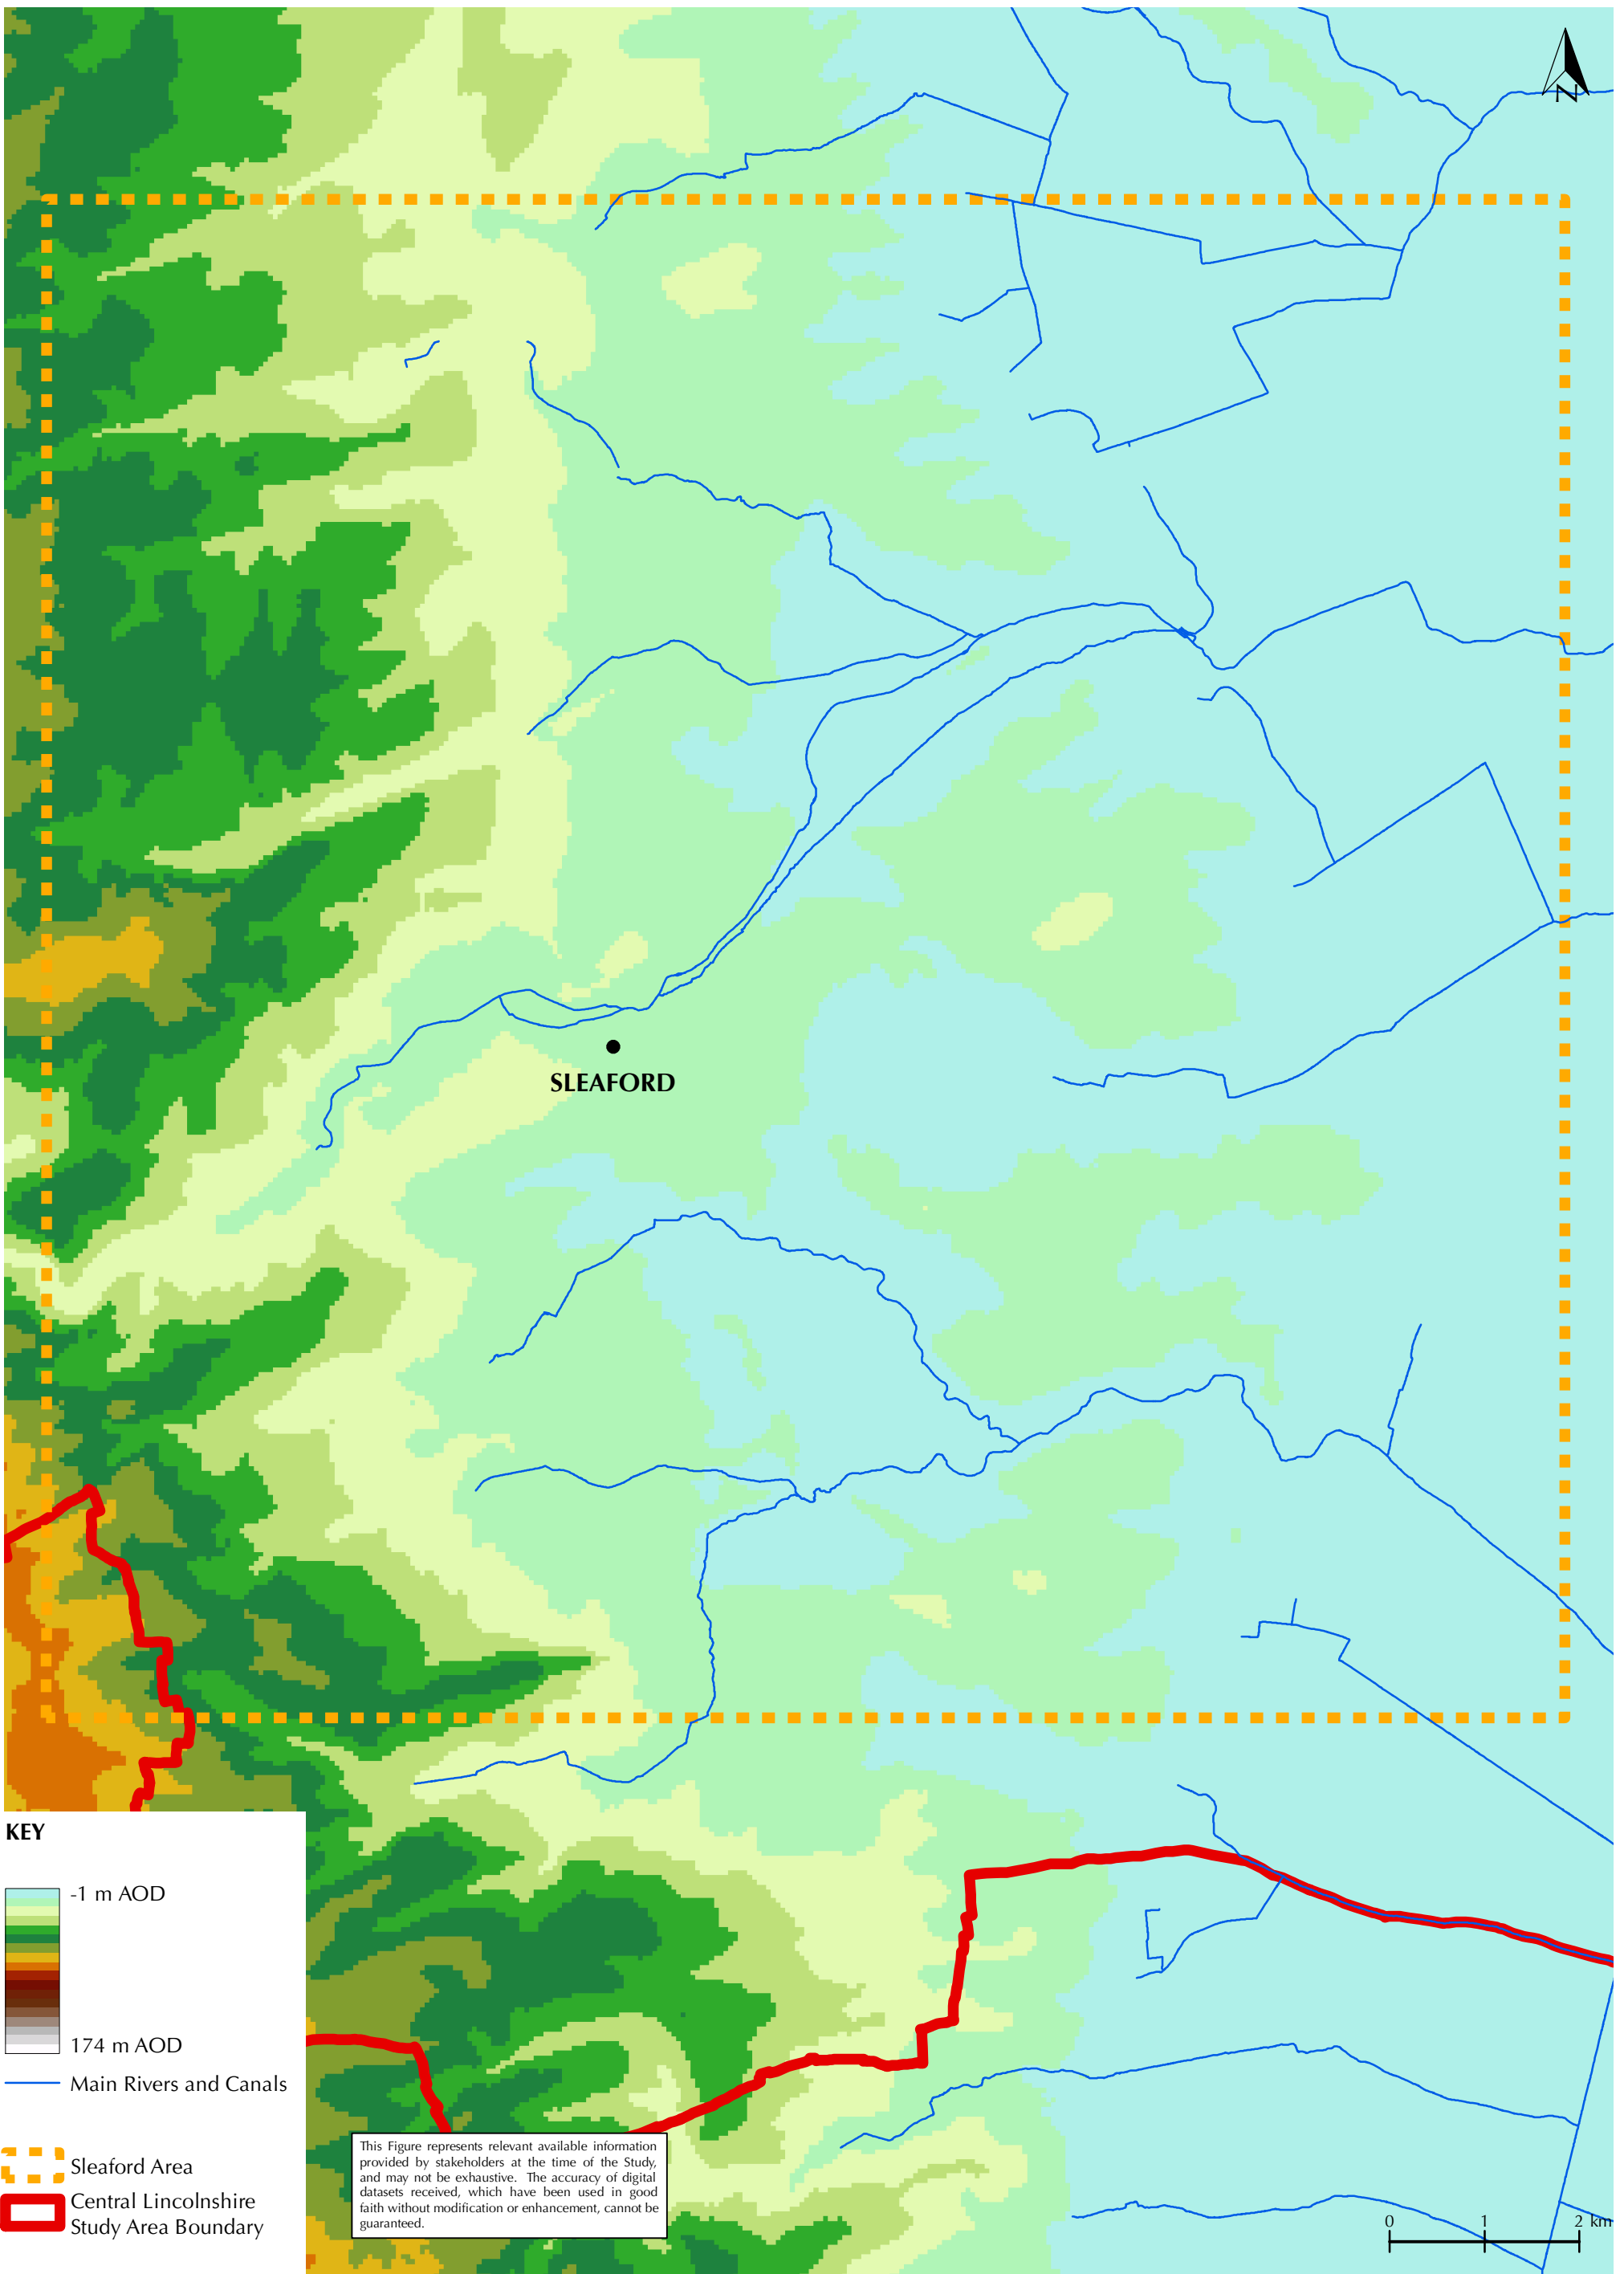 N
SLEAFORD
KEY
-1 m AOD
174 m AOD
Main Rivers and Canals
Sleaford Area
Central Lincolnshire
Study Area Boundary
This Figure represents relevant available information
provided by stakeholders at the time of the Study,
and may not be exhaustive. The accuracy of digital
datasets received, which have been used in good
faith without modification or enhancement, cannot be
guaranteed.
0 1 2 km